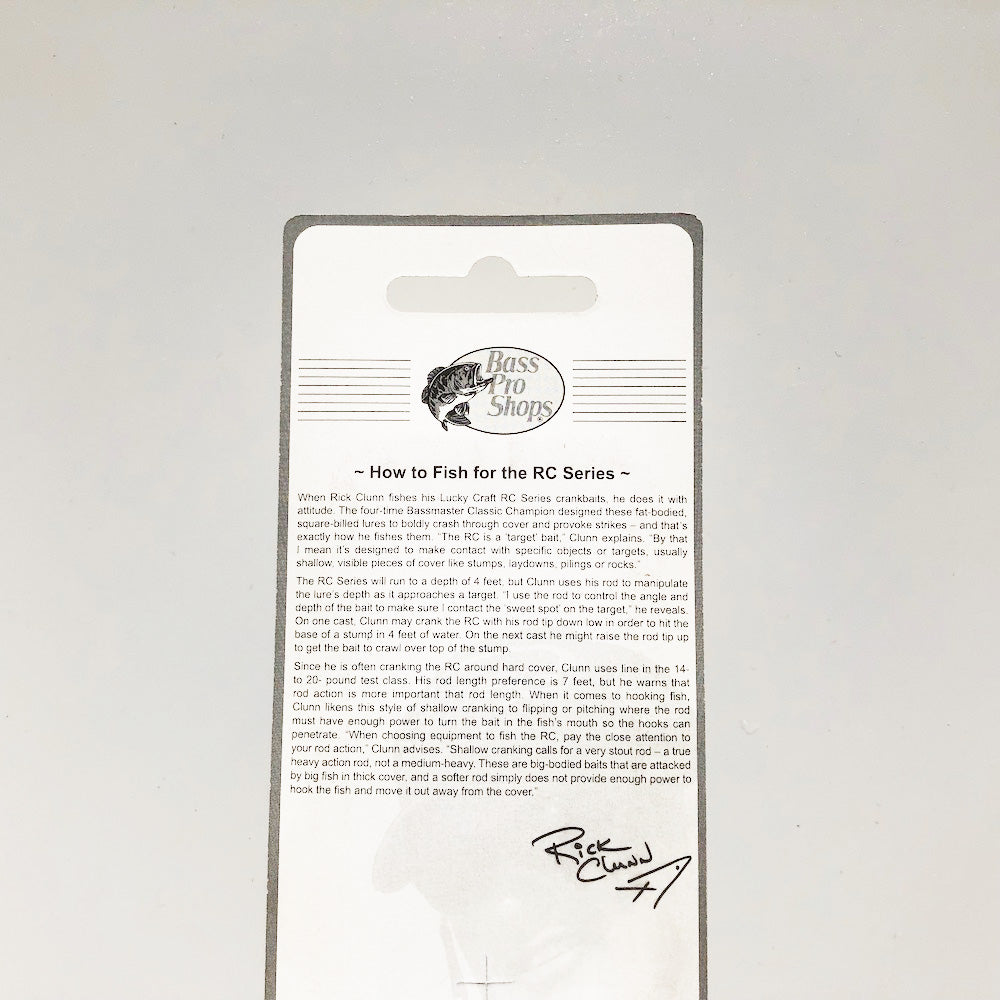 Bass
Pro
Shops
~ How to Fish for the RC Series ~
When Rick Clunn fishes his Lucky Craft RC Series crankbaits, he does it with
attitude. The four-time Bassmaster Classic Champion designed these fat-bodied,
square-billed lures to boldly crash through cover and provoke strikes – and that's
exactly how he fishes them. "The RC is a 'target' bait," Clunn explains. "By that
I mean it's designed to make contact with specific objects or targets, usually
shallow, visible pieces of cover like stumps, laydowns, pilings or rocks."
The RC Series will run to a depth of 4 feet, but Clunn uses his rod to manipulate
the lure's depth as it approaches a target. "I use the rod to control the angle and
depth of the bait to make sure I contact the 'sweet spot' on the target," he reveals.
On one cast, Clunn may crank the RC with his rod tip down low in order to hit the
base of a stump in 4 feet of water. On the next cast he might raise the rod tip up
to get the bait to crawl over top of the stump.
Since he is often cranking the RC around hard cover, Clunn uses line in the 14-
to 20- pound test class. His rod length preference is 7 feet, but he warns that
rod action is more important that rod length. When it comes to hooking fish,
Clunn likens this style of shallow cranking to flipping or pitching where the rod
must have enough power to turn the bait in the fish's mouth so the hooks can
penetrate. "When choosing equipment to fish the RC, pay the close attention to
your rod action," Clunn advises. "Shallow cranking calls for a very stout rod – a true
heavy action rod, not a medium-heavy. These are big-bodied baits that are attacked
by big fish in thick cover, and a softer rod simply does not provide enough power to
hook the fish and move it out away from the cover."
Rick
Clunn